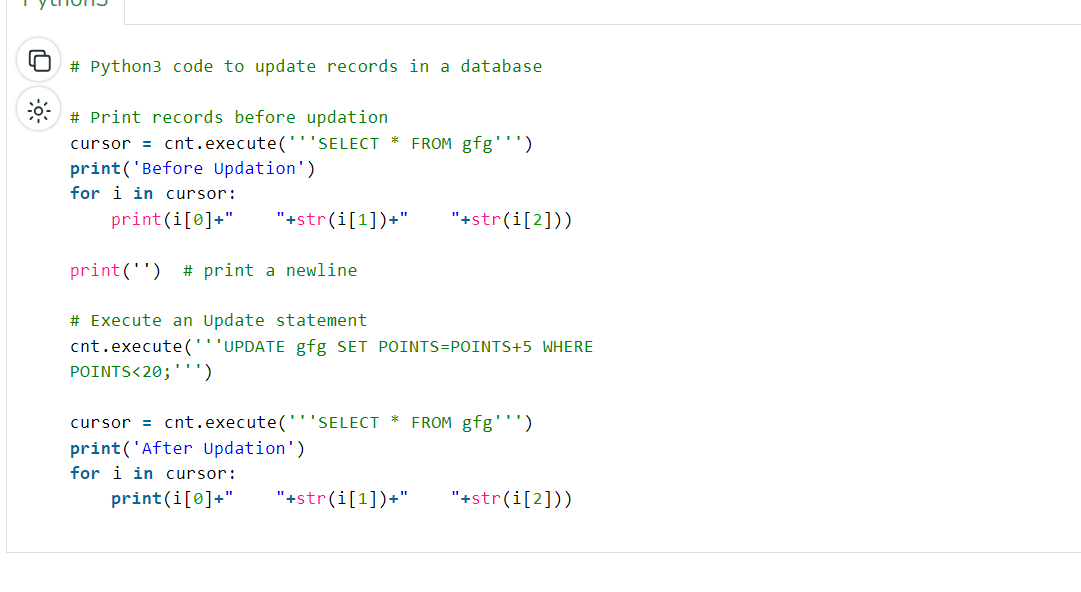 Python3
# Python3 code to update records in a database
# Print records before updation
cursor = cnt.execute('''SELECT * FROM gfg''')
print('Before Updation')
for i in cursor:
    print(i[0]+"    "+str(i[1])+"    "+str(i[2]))
print('')  # print a newline
# Execute an Update statement
cnt.execute('''UPDATE gfg SET POINTS=POINTS+5 WHERE
POINTS<20;''')
cursor = cnt.execute('''SELECT * FROM gfg''')
print('After Updation')
for i in cursor:
    print(i[0]+"    "+str(i[1])+"    "+str(i[2]))